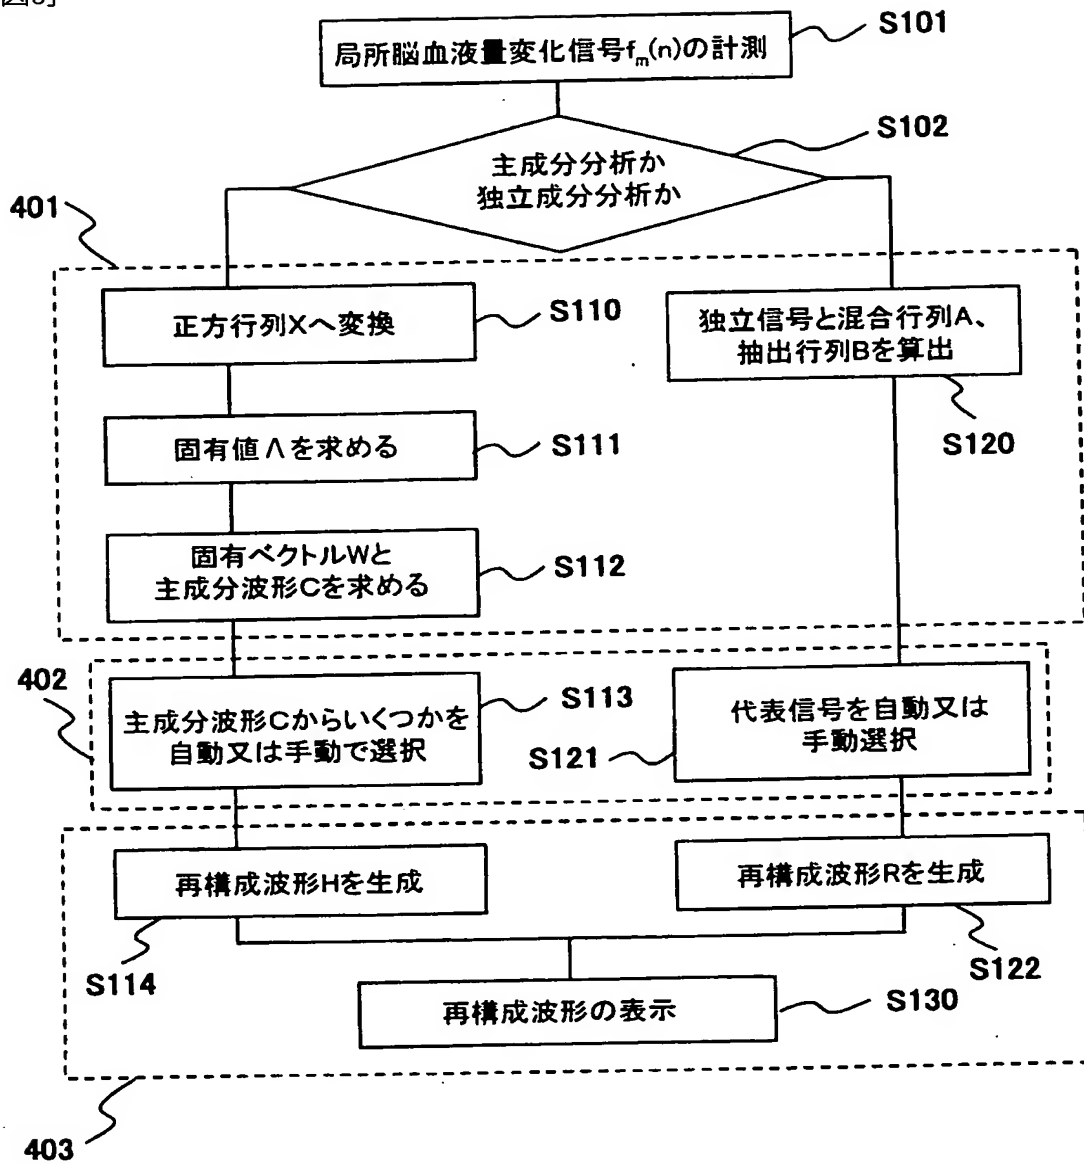 局所脳血液量変化信号fm(n)の計測
S101
主成分分析か
独立成分分析か
S102
401
正方行列Xへ変換
S110
独立信号と混合行列A、
抽出行列Bを算出
S120
固有値Λを求める
S111
固有ベクトルWと
主成分波形Cを求める
S112
402
主成分波形Cからいくつかを
自動又は手動で選択
S113
代表信号を自動又は
手動選択
S121
再構成波形Hを生成
S114
再構成波形Rを生成
S122
再構成波形の表示
S130
403